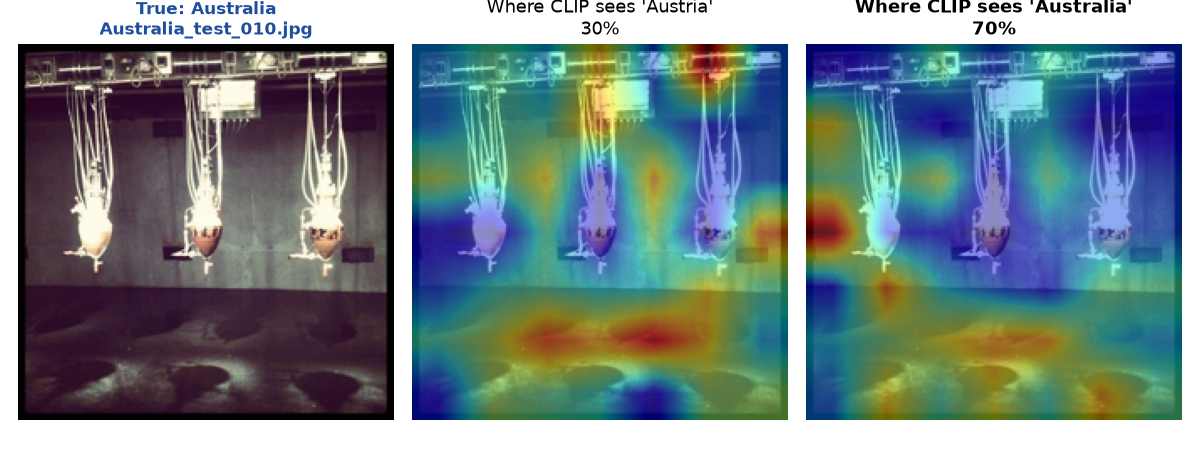 True: Australia
Australia_test_010.jpg
Where CLIP sees 'Austria'
30%
Where CLIP sees 'Australia'
70%